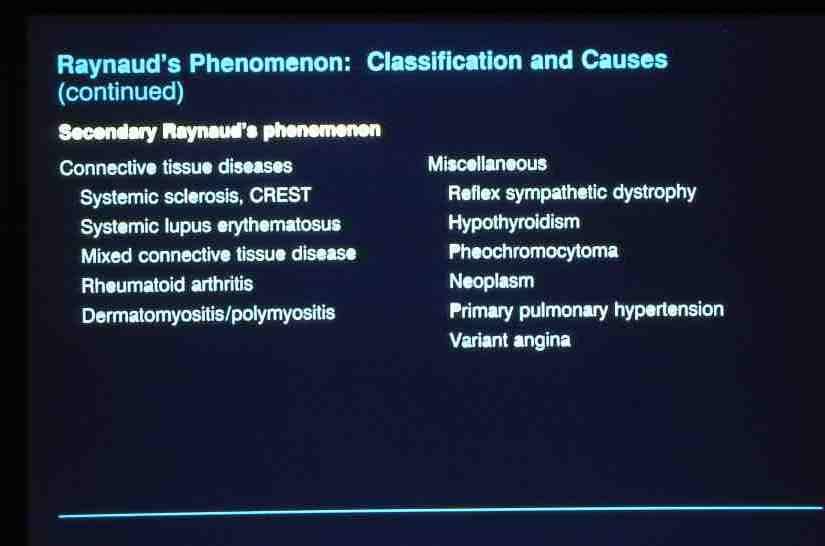 Raynaud's Phenomenon: Classification and Causes
(continued)
Secondary Raynaud's phenomenon
Connective tissue diseases
Systemic sclerosis, CREST
Systemic lupus erythematosus
Mixed connective tissue disease
Rheumatoid arthritis
Dermatomyositis/polymyositis
Miscellaneous
Reflex sympathetic dystrophy
Hypothyroidism
Pheochromocytoma
Neoplasm
Primary pulmonary hypertension
Variant angina